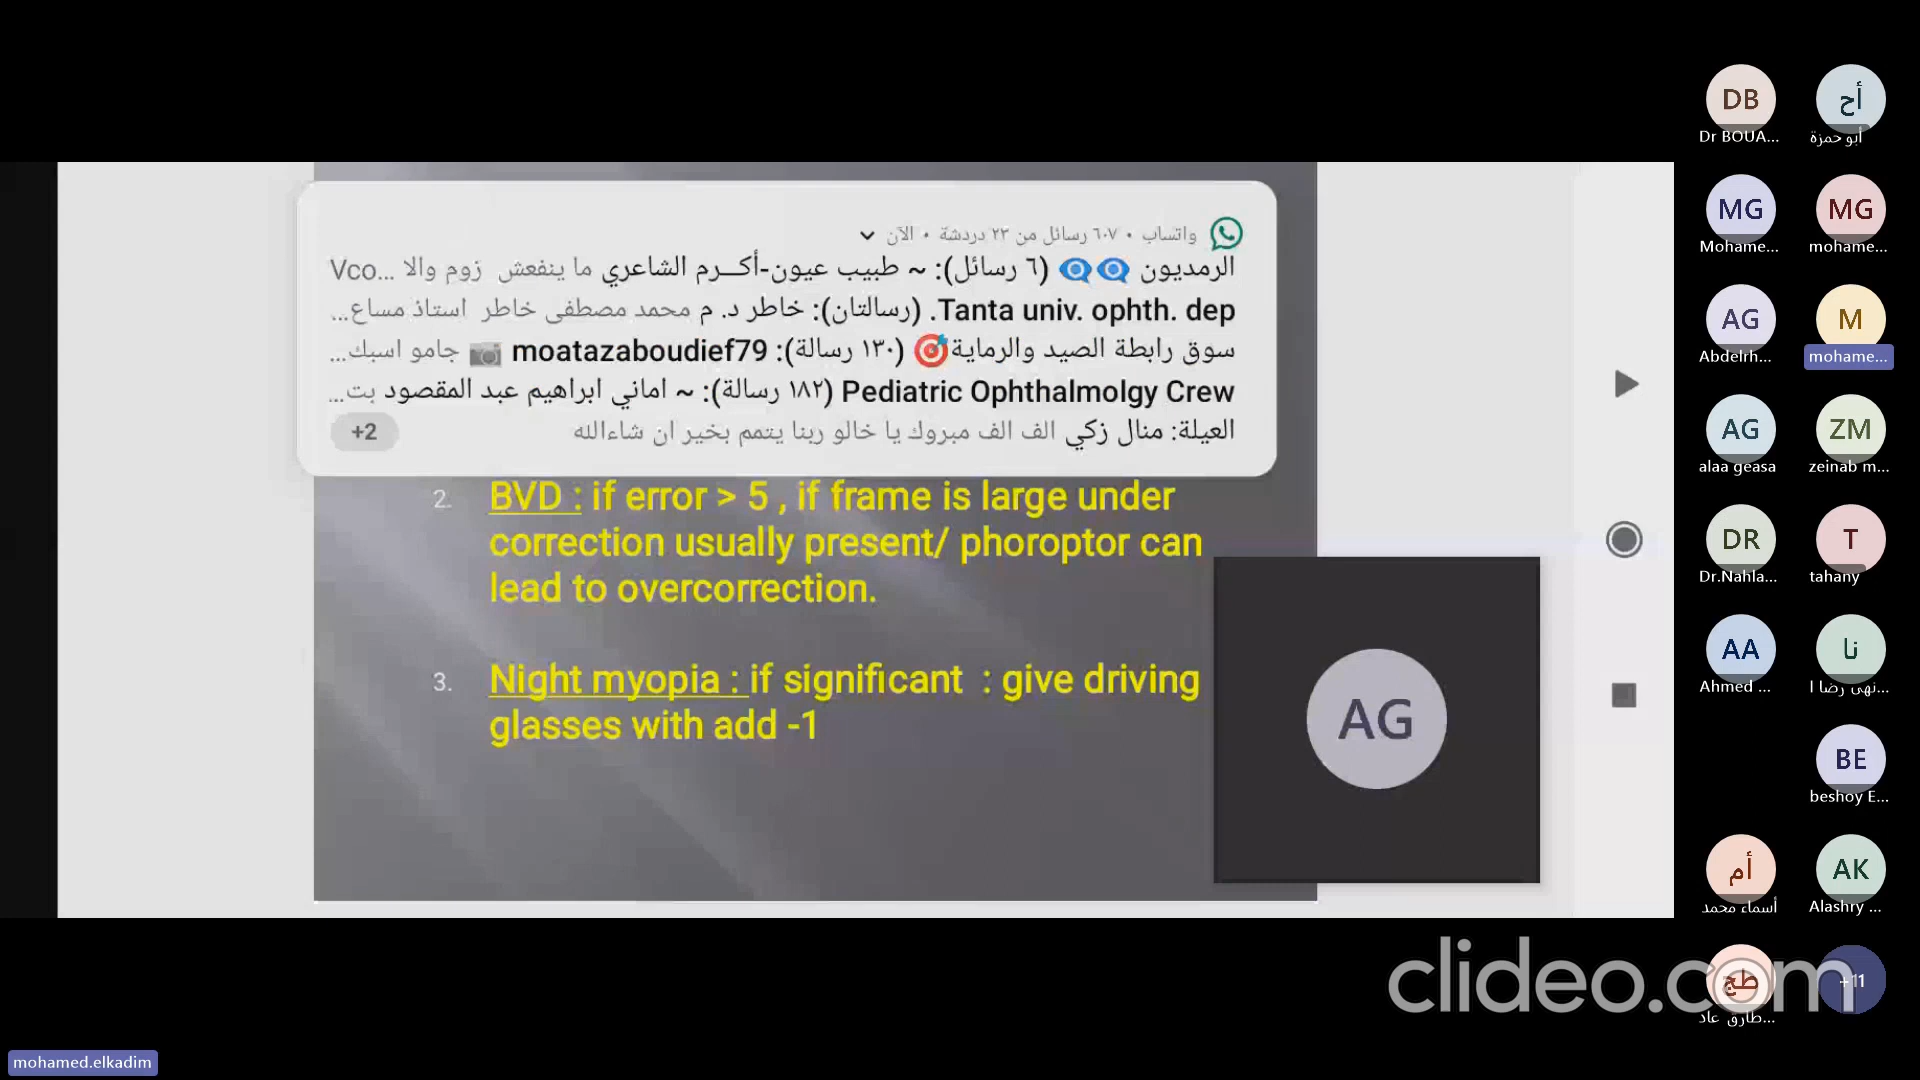 واتساب • ٦٠٧ رسائل من ٢٣ دردشة • الآن
الرمديون (٦ رسائل): ~ طبيب عيون-أكـــرم الشاعري ما ينفعش زوم والا Vco...
Tanta univ. ophth. dep. (رسالتان): خاطر د. م محمد مصطفى خاطر استاذ مساع...
سوق رابطة الصيد والرماية (١٣٠ رسالة): moatazaboudief79 جامو اسبك...
Pediatric Ophthalmolgy Crew (١٨٢ رسالة): ~ اماني ابراهيم عبد المقصود بت...
العيلة: منال زكي الف الف مبروك يا خالو ربنا يتمم بخير ان شاءالله
+2
2. BVD : if error > 5 , if frame is large under
correction usually present/ phoroptor can
lead to overcorrection.
3. Night myopia : if significant : give driving
glasses with add -1
AG
DB
Dr BOUA...
أح
أبو حمزة
MG
Mohame...
MG
mohame...
AG
Abdelrh...
M
mohame...
AG
alaa geasa
ZM
zeinab m...
DR
Dr.Nahla...
T
tahany
AA
Ahmed ...
نا
نهى رضا ا...
BE
beshoy E...
أم
أسماء محمد
AK
Alashry ...
طج
طارق عاد...
+11
clideo.com
mohamed.elkadim